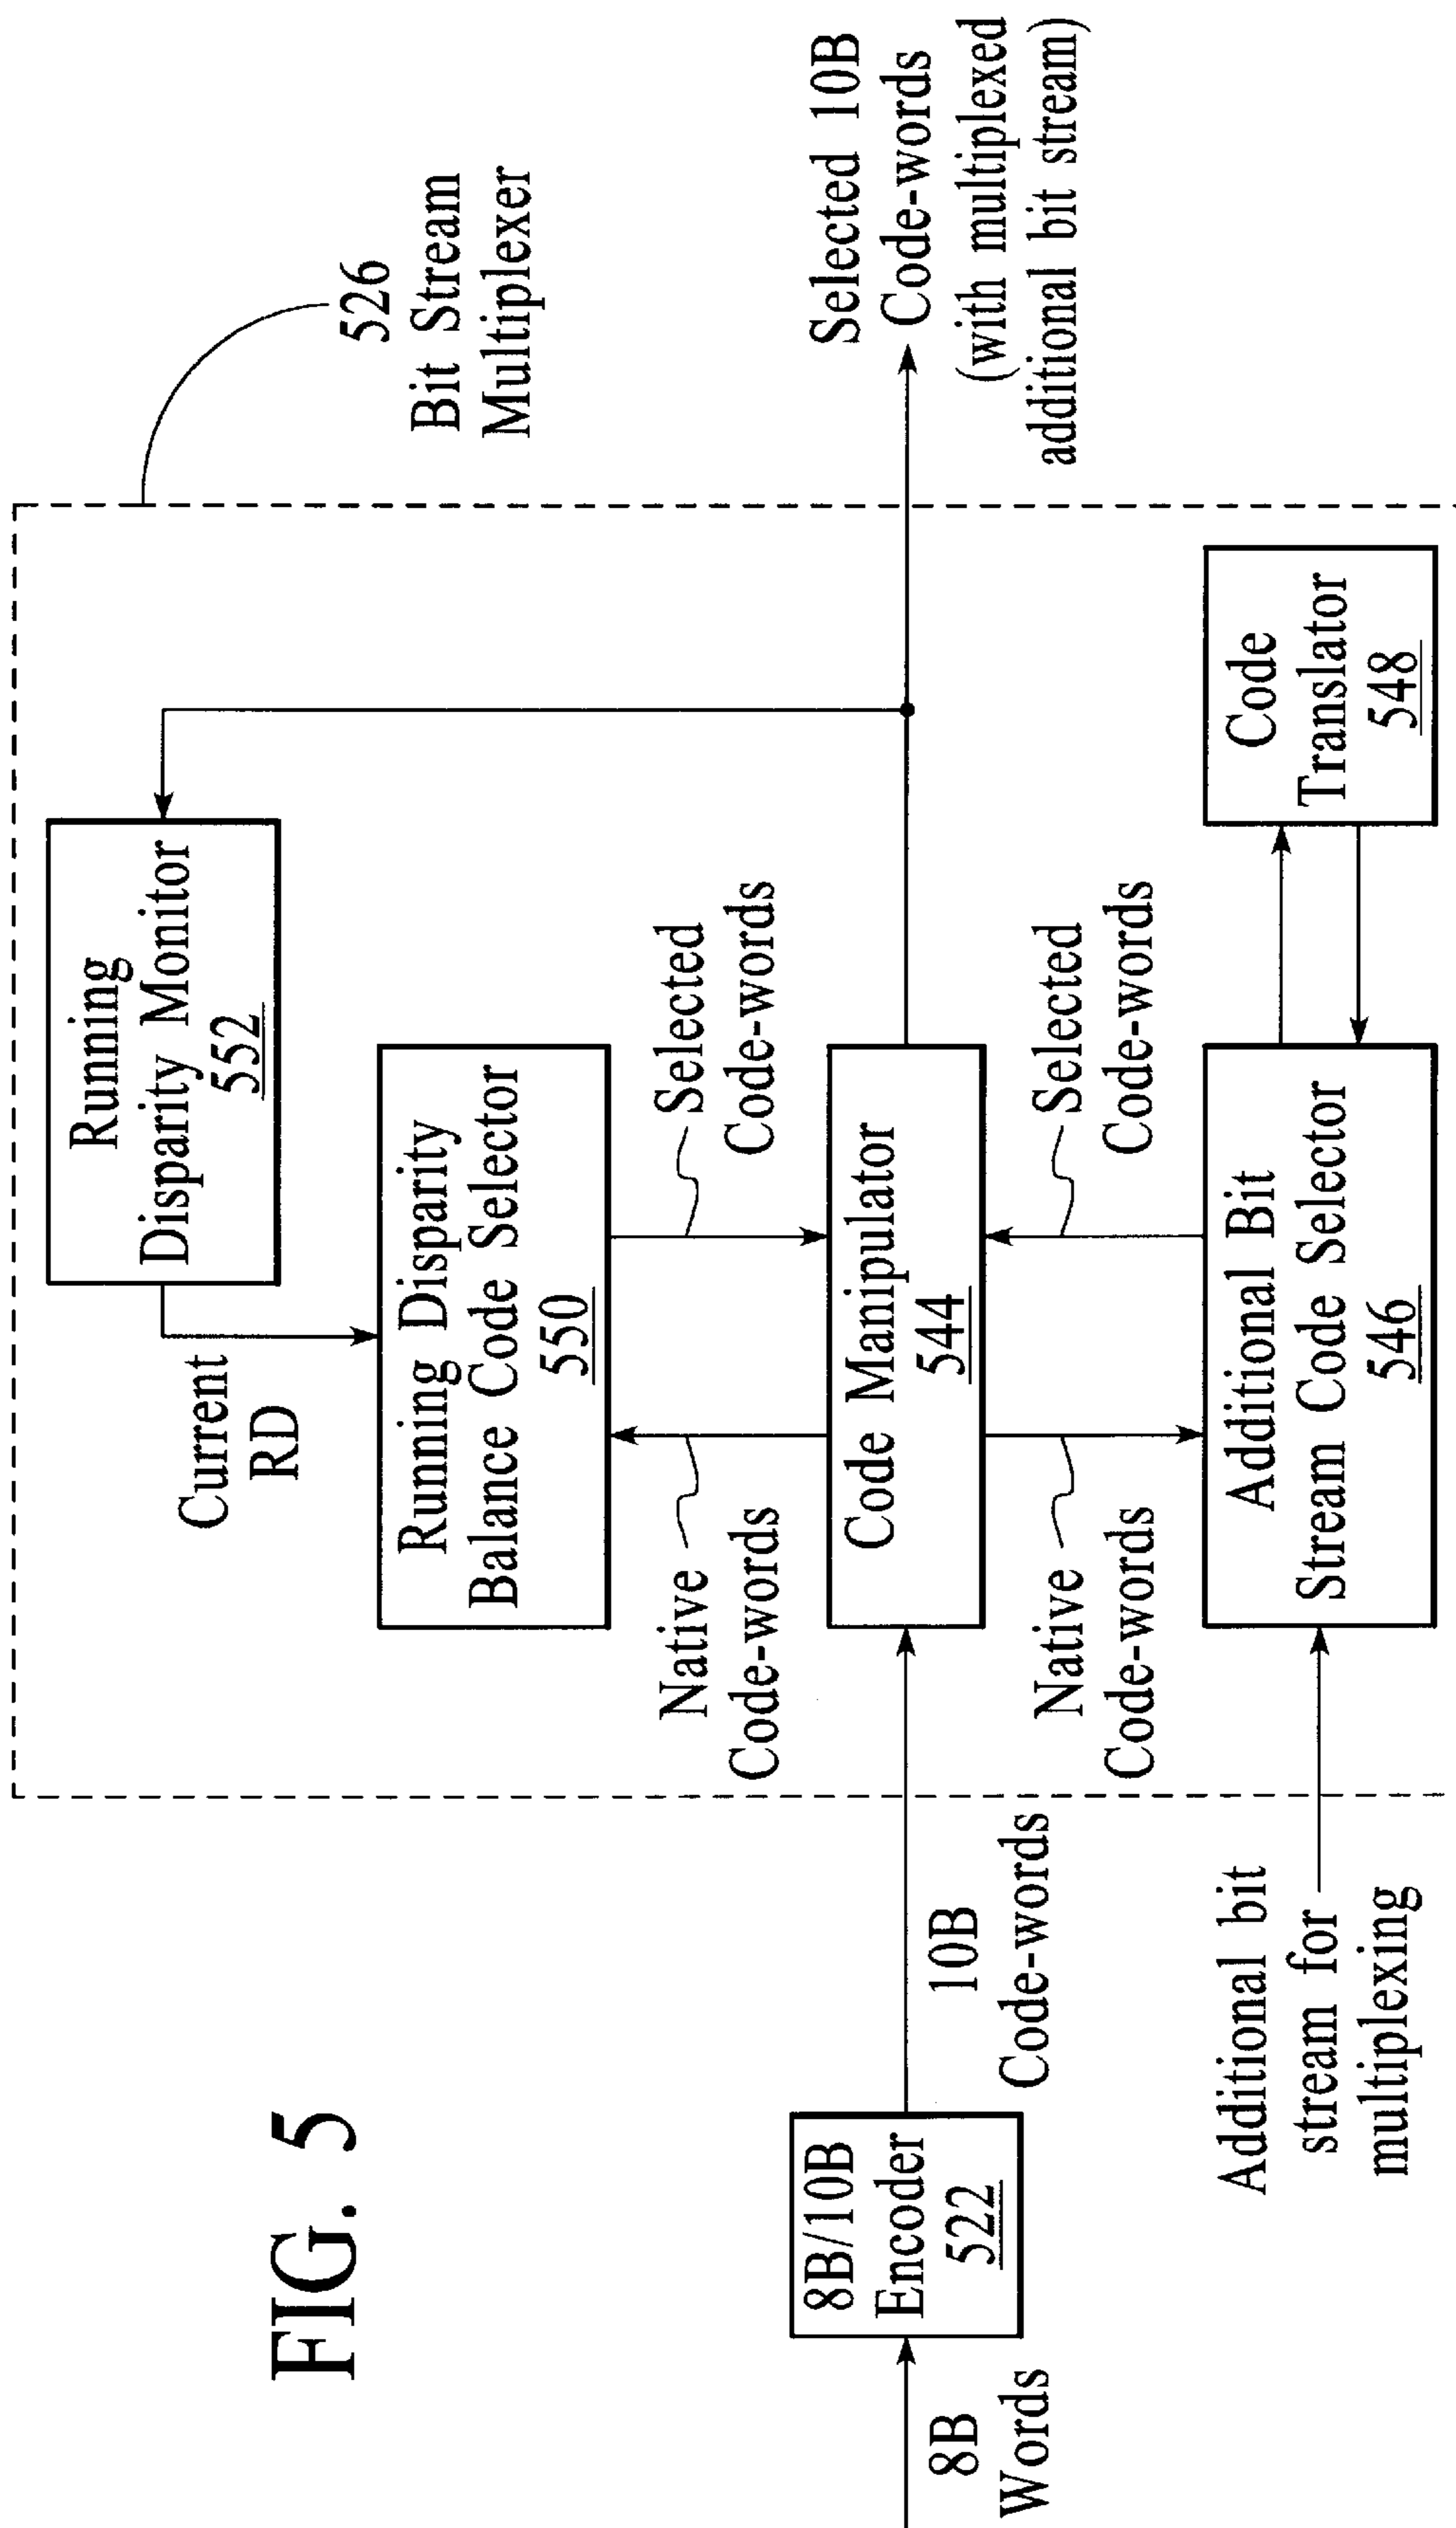 FIG. 5
526
Bit Stream
Multiplexer
Running
Disparity Monitor
552
Current
RD
Running Disparity
Balance Code Selector
550
Native
Code-words
Selected
Code-words
8B
Words
8B/10B
Encoder
522
10B
Code-words
Code Manipulator
544
Selected 10B
Code-words
(with multiplexed
additional bit stream)
Native
Code-words
Selected
Code-words
Additional bit
stream for
multiplexing
Additional Bit
Stream Code Selector
546
Code
Translator
548